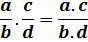 a/b . c/d = a.c/b.d